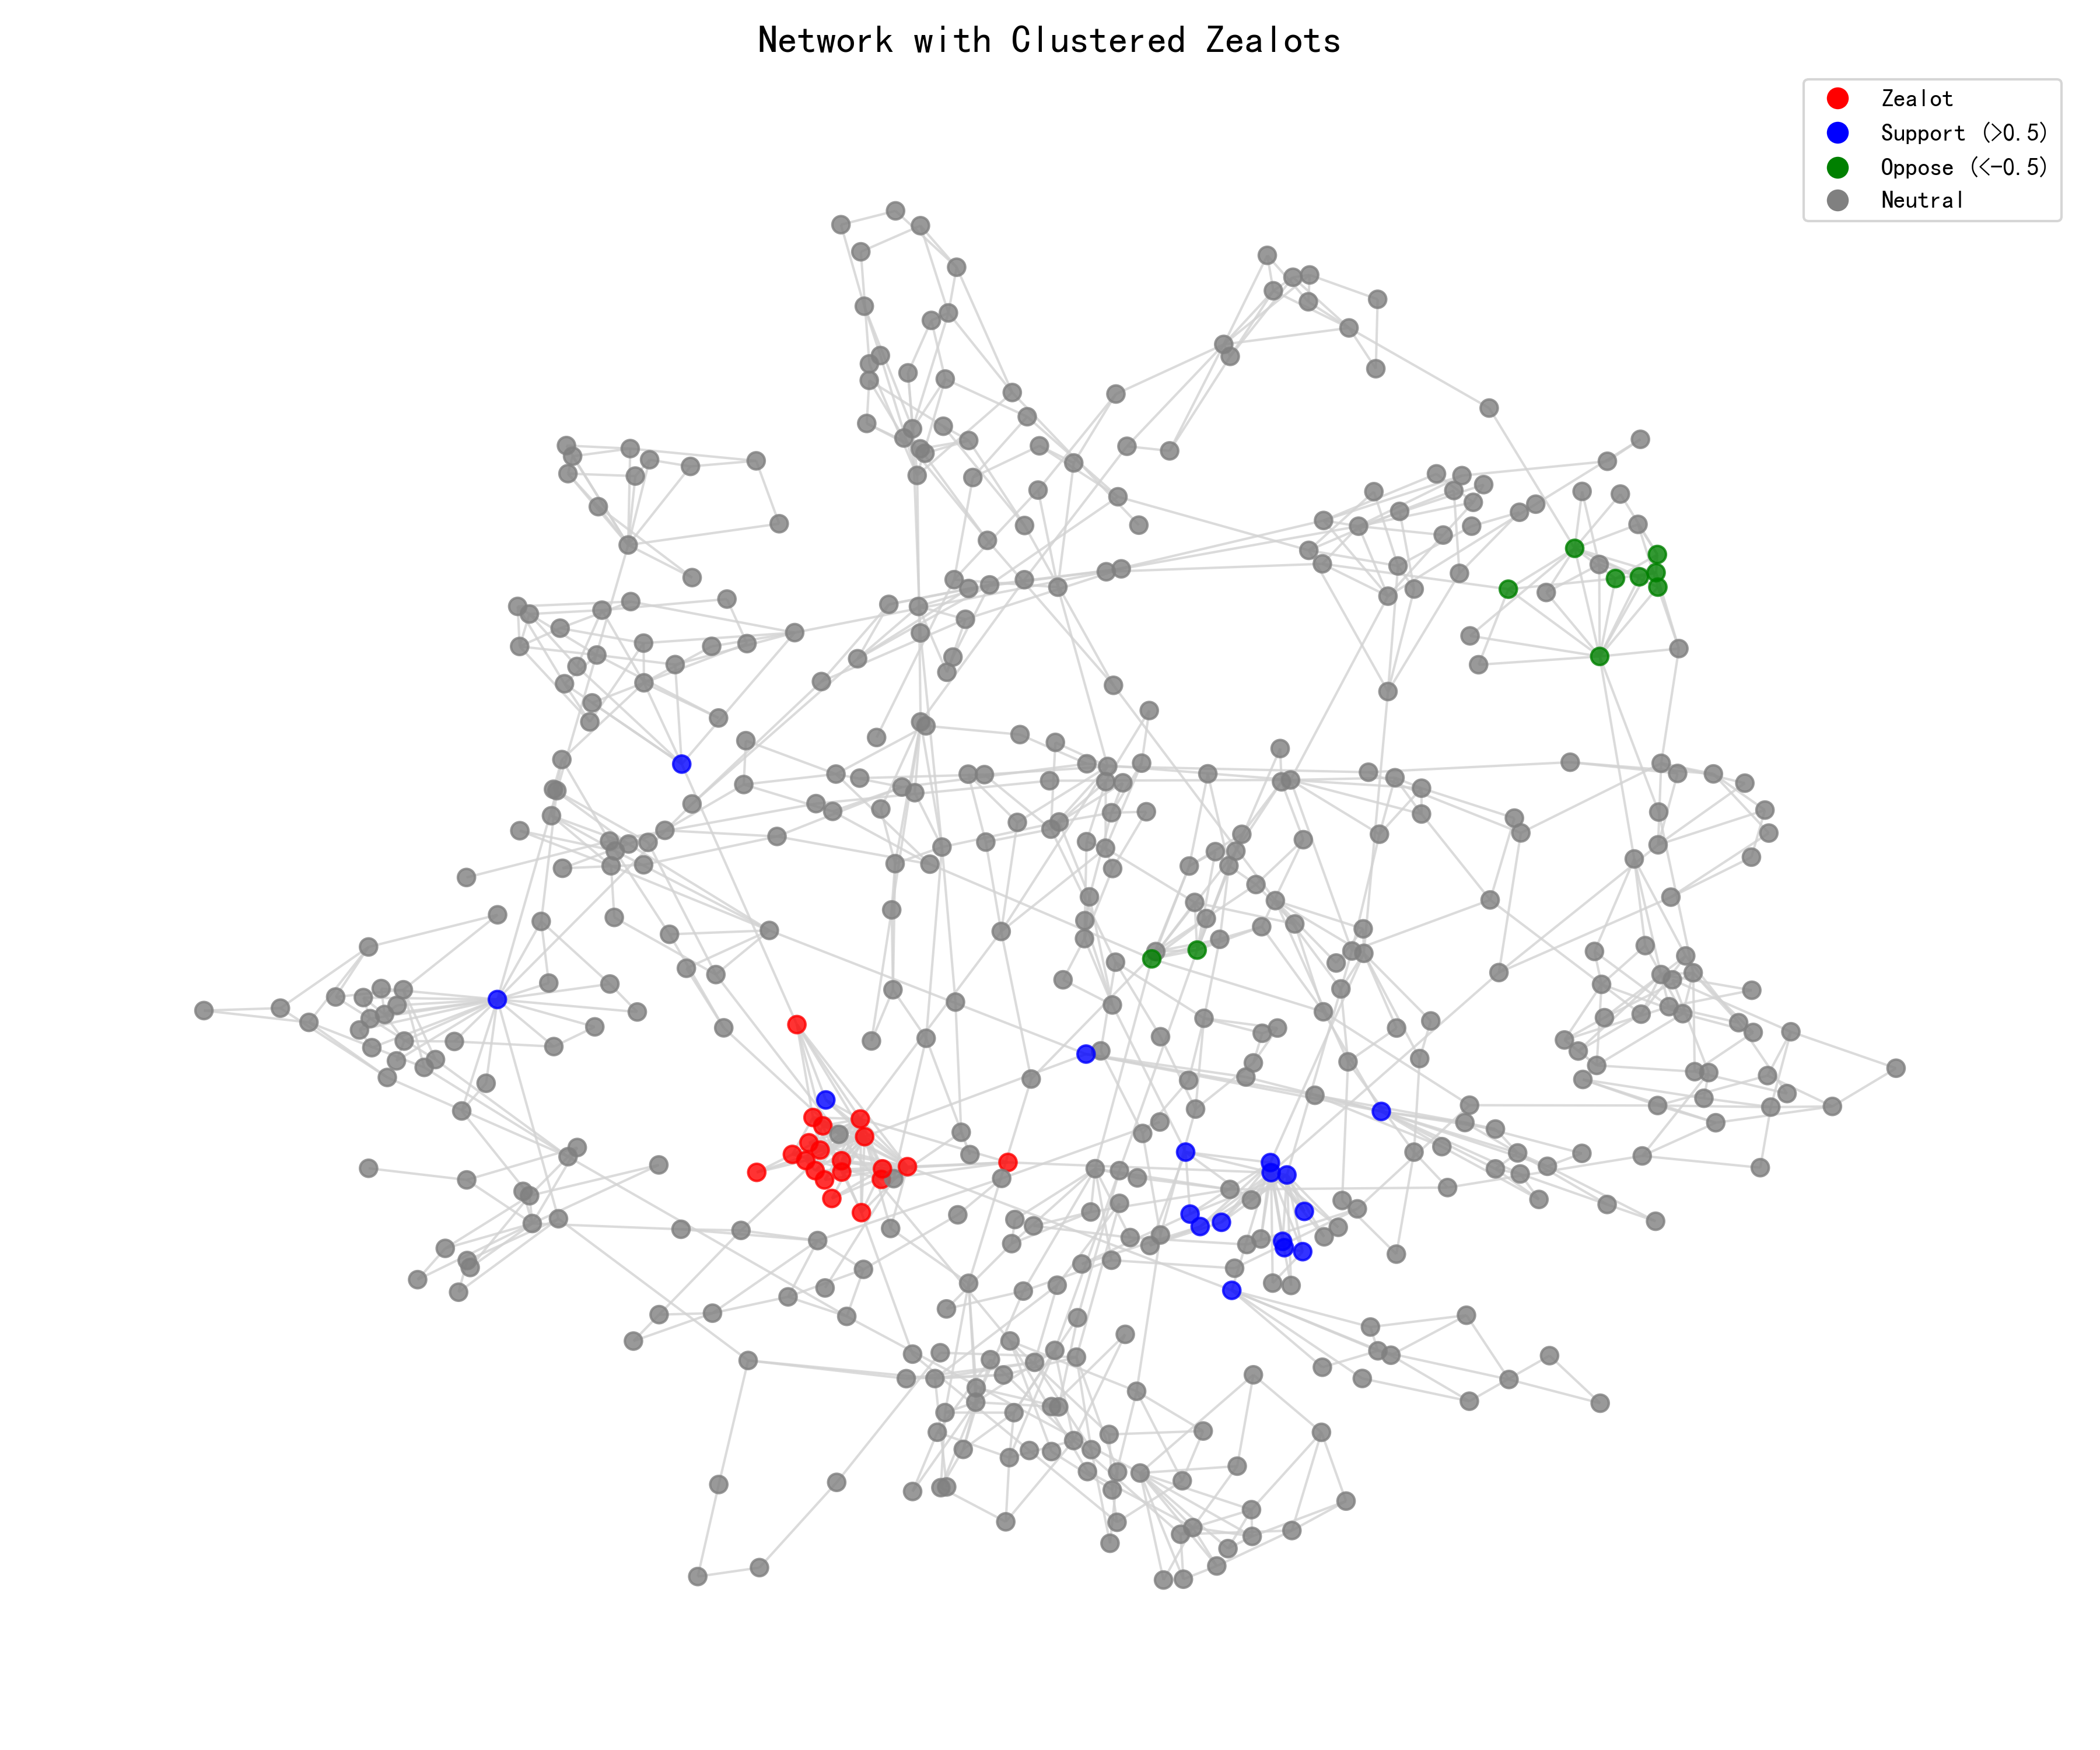 Network with Clustered Zealots
Zealot
Support (>0.5)
Oppose (<-0.5)
Neutral